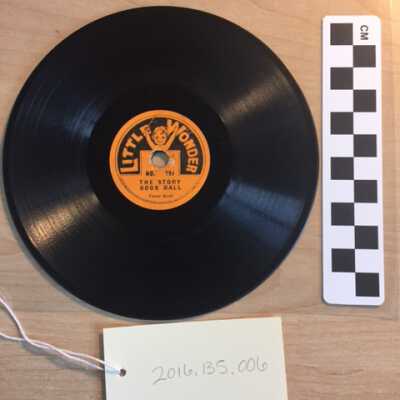 CM
LITTLE WONDER
NO.
THE STORY
BOOK BALL
2016.135.006